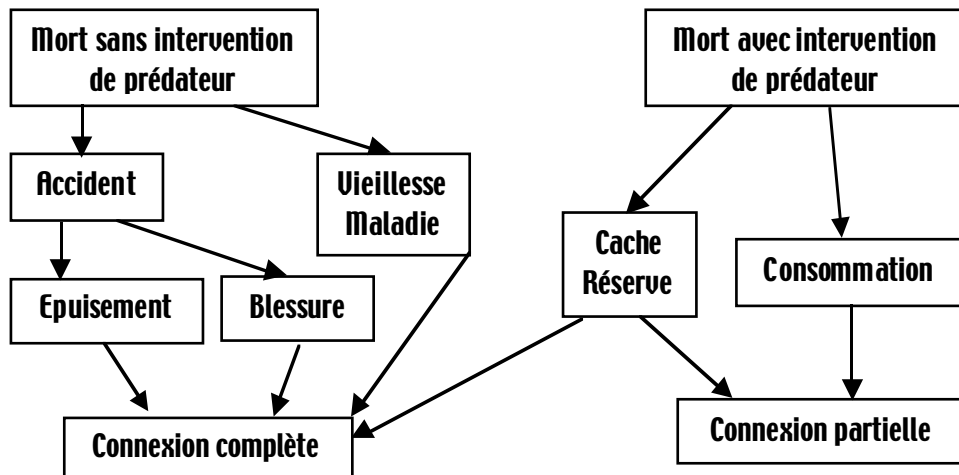 Mort sans intervention
de prédateur
Mort avec intervention
de prédateur
Accident
Vieillesse
Maladie
Cache
Réserve
Consommation
Epuisement
Blessure
Connexion complète
Connexion partielle